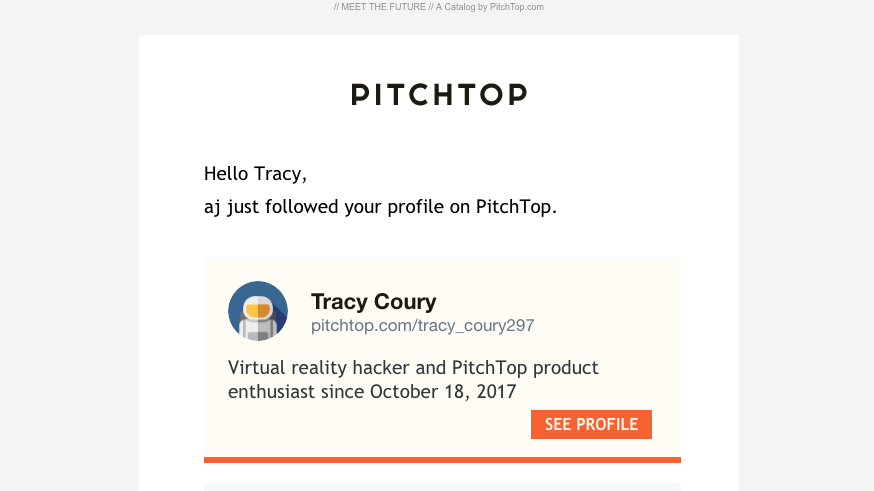 // MEET THE FUTURE // A Catalog by PitchTop.com
PITCHTOP
Hello Tracy,
aj just followed your profile on PitchTop.
Tracy Coury
pitchtop.com/tracy_coury297
Virtual reality hacker and PitchTop product
enthusiast since October 18, 2017
SEE PROFILE